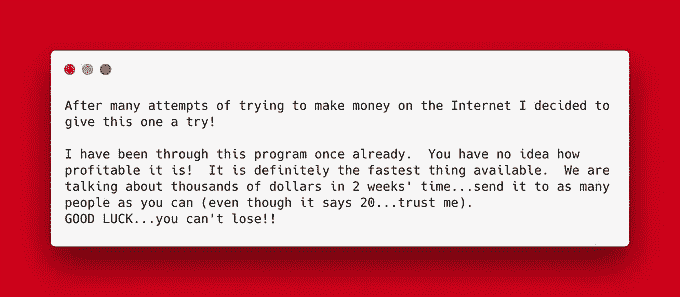 After many attempts of trying to make money on the Internet I decided to
give this one a try!
I have been through this program once already.  You have no idea how
profitable it is!  It is definitely the fastest thing available.  We are
talking about thousands of dollars in 2 weeks' time...send it to as many
people as you can (even though it says 20...trust me).
GOOD LUCK...you can't lose!!